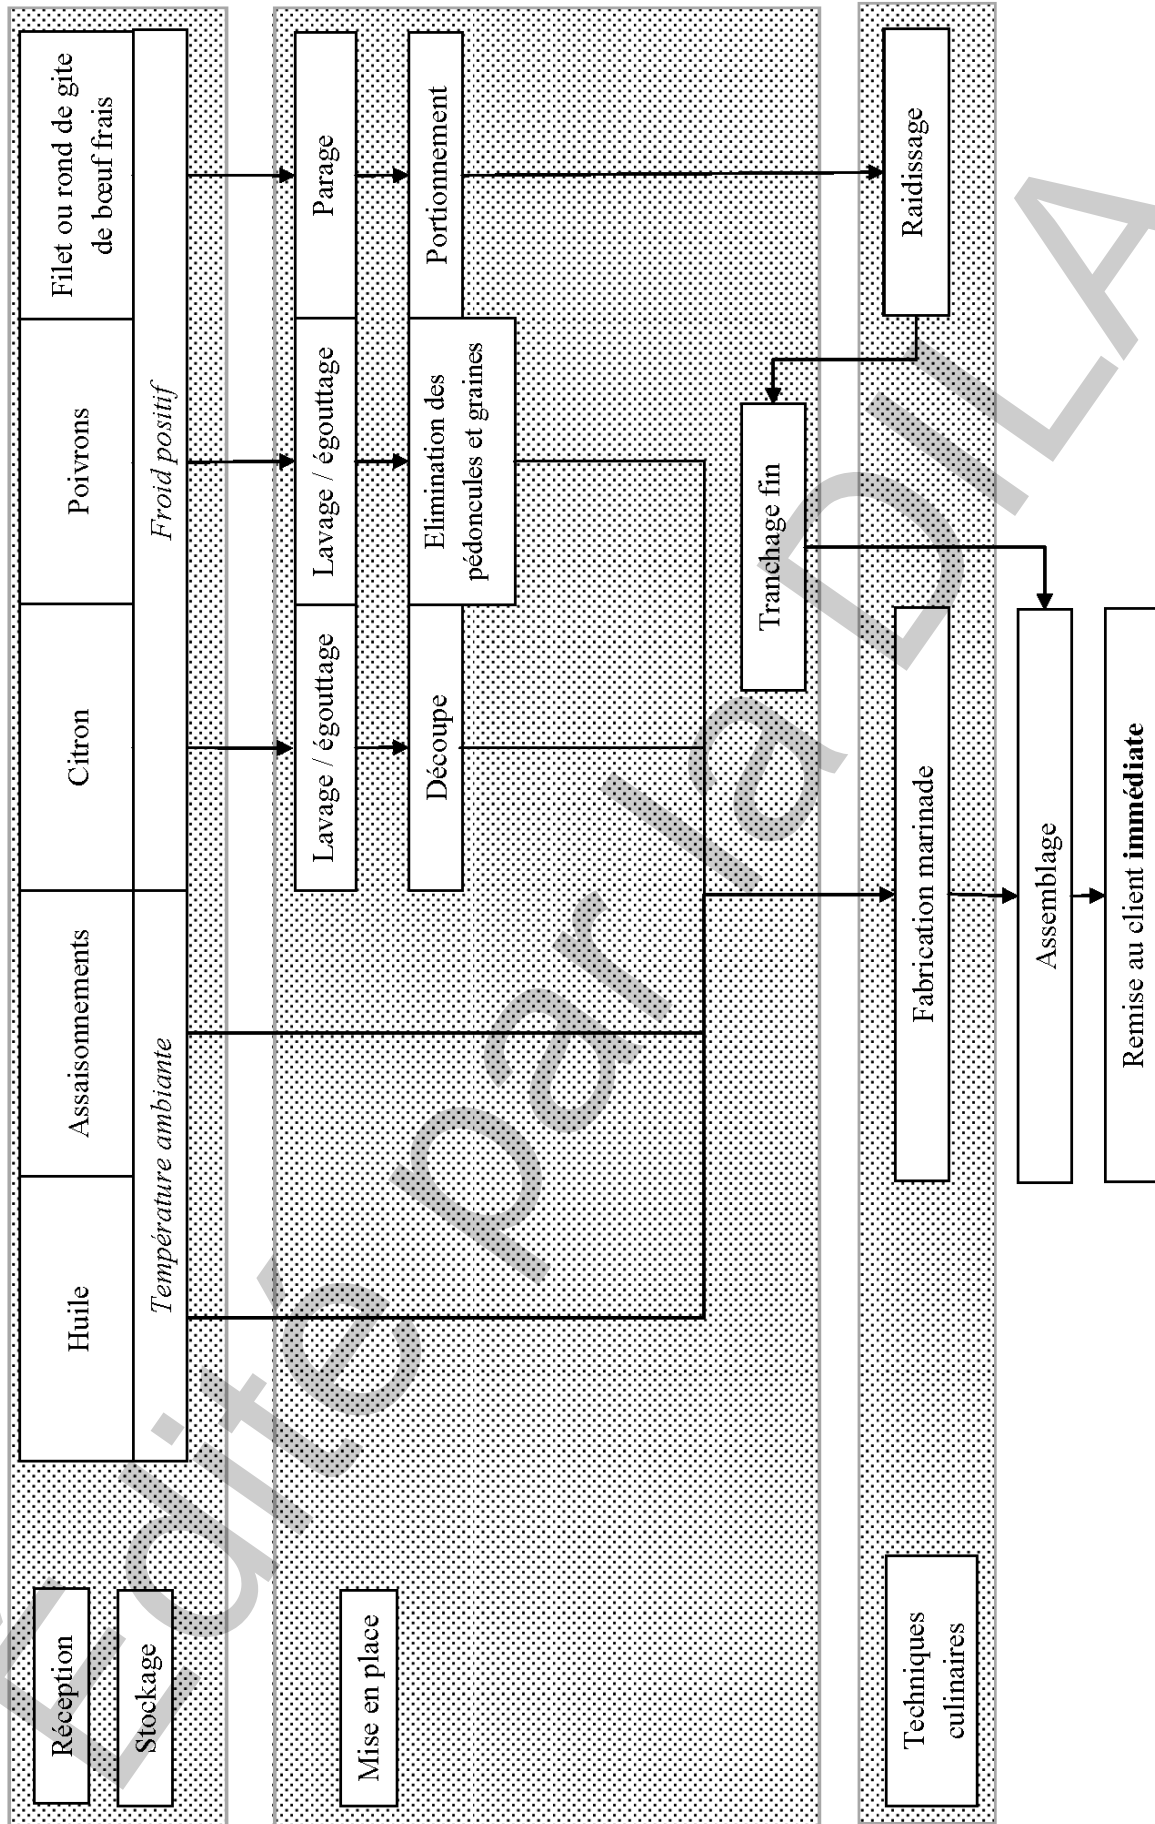 Réception
Stockage
Huile
Assaisonnements
Citron
Poivrons
Filet ou rond de gite
de bœuf frais
Température ambiante
Froid positif
Mise en place
Lavage / égouttage
Lavage / égouttage
Parage
Découpe
Elimination des
pédoncules et graines
Portionnement
Tranchage fin
Techniques
culinaires
Fabrication marinade
Raidissage
Assemblage
Remise au client immédiate
Édité par la DILA